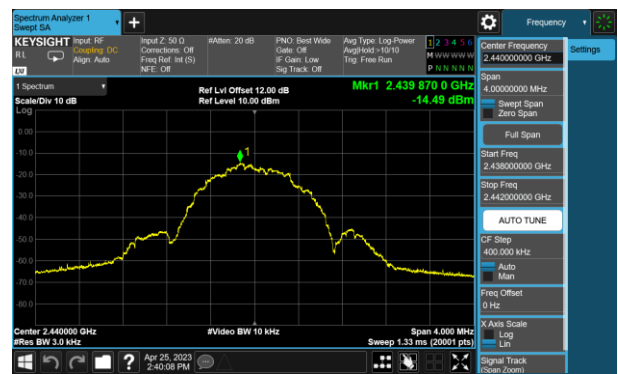 Spectrum Analyzer 1
Swept SA
Frequency
KEYSIGHT
RL
Input: RF
Coupling: DC
Align: Auto
Input Z: 50 Ω
Corrections: Off
Freq Ref: Int (S)
NFE: Off
#Atten: 20 dB
PNO: Best Wide
Gate: Off
IF Gain: Low
Sig Track: Off
Avg Type: Log-Power
Avg|Hold:>10/10
Trig: Free Run
1 2 3 4 5 6
M W W W W W
P N N N N N
LXI
1 Spectrum
Scale/Div 10 dB
Log
Ref Lvl Offset 12.00 dB
Ref Level 10.00 dBm
Mkr1 2.439 870 0 GHz
-14.49 dBm
1
0.00
-10.0
-20.0
-30.0
-40.0
-50.0
-60.0
-70.0
-80.0
Center 2.440000 GHz
#Res BW 3.0 kHz
#Video BW 10 kHz
Span 4.000 MHz
Sweep 1.33 ms (20001 pts)
Center Frequency
2.440000000 GHz
Settings
Span
4.00000000 MHz
Swept Span
Zero Span
Full Span
Start Freq
2.438000000 GHz
Stop Freq
2.442000000 GHz
AUTO TUNE
CF Step
400.000 kHz
Auto
Man
Freq Offset
0 Hz
X Axis Scale
Log
Lin
Signal Track
(Span Zoom)
?
Apr 25, 2023
2:40:08 PM